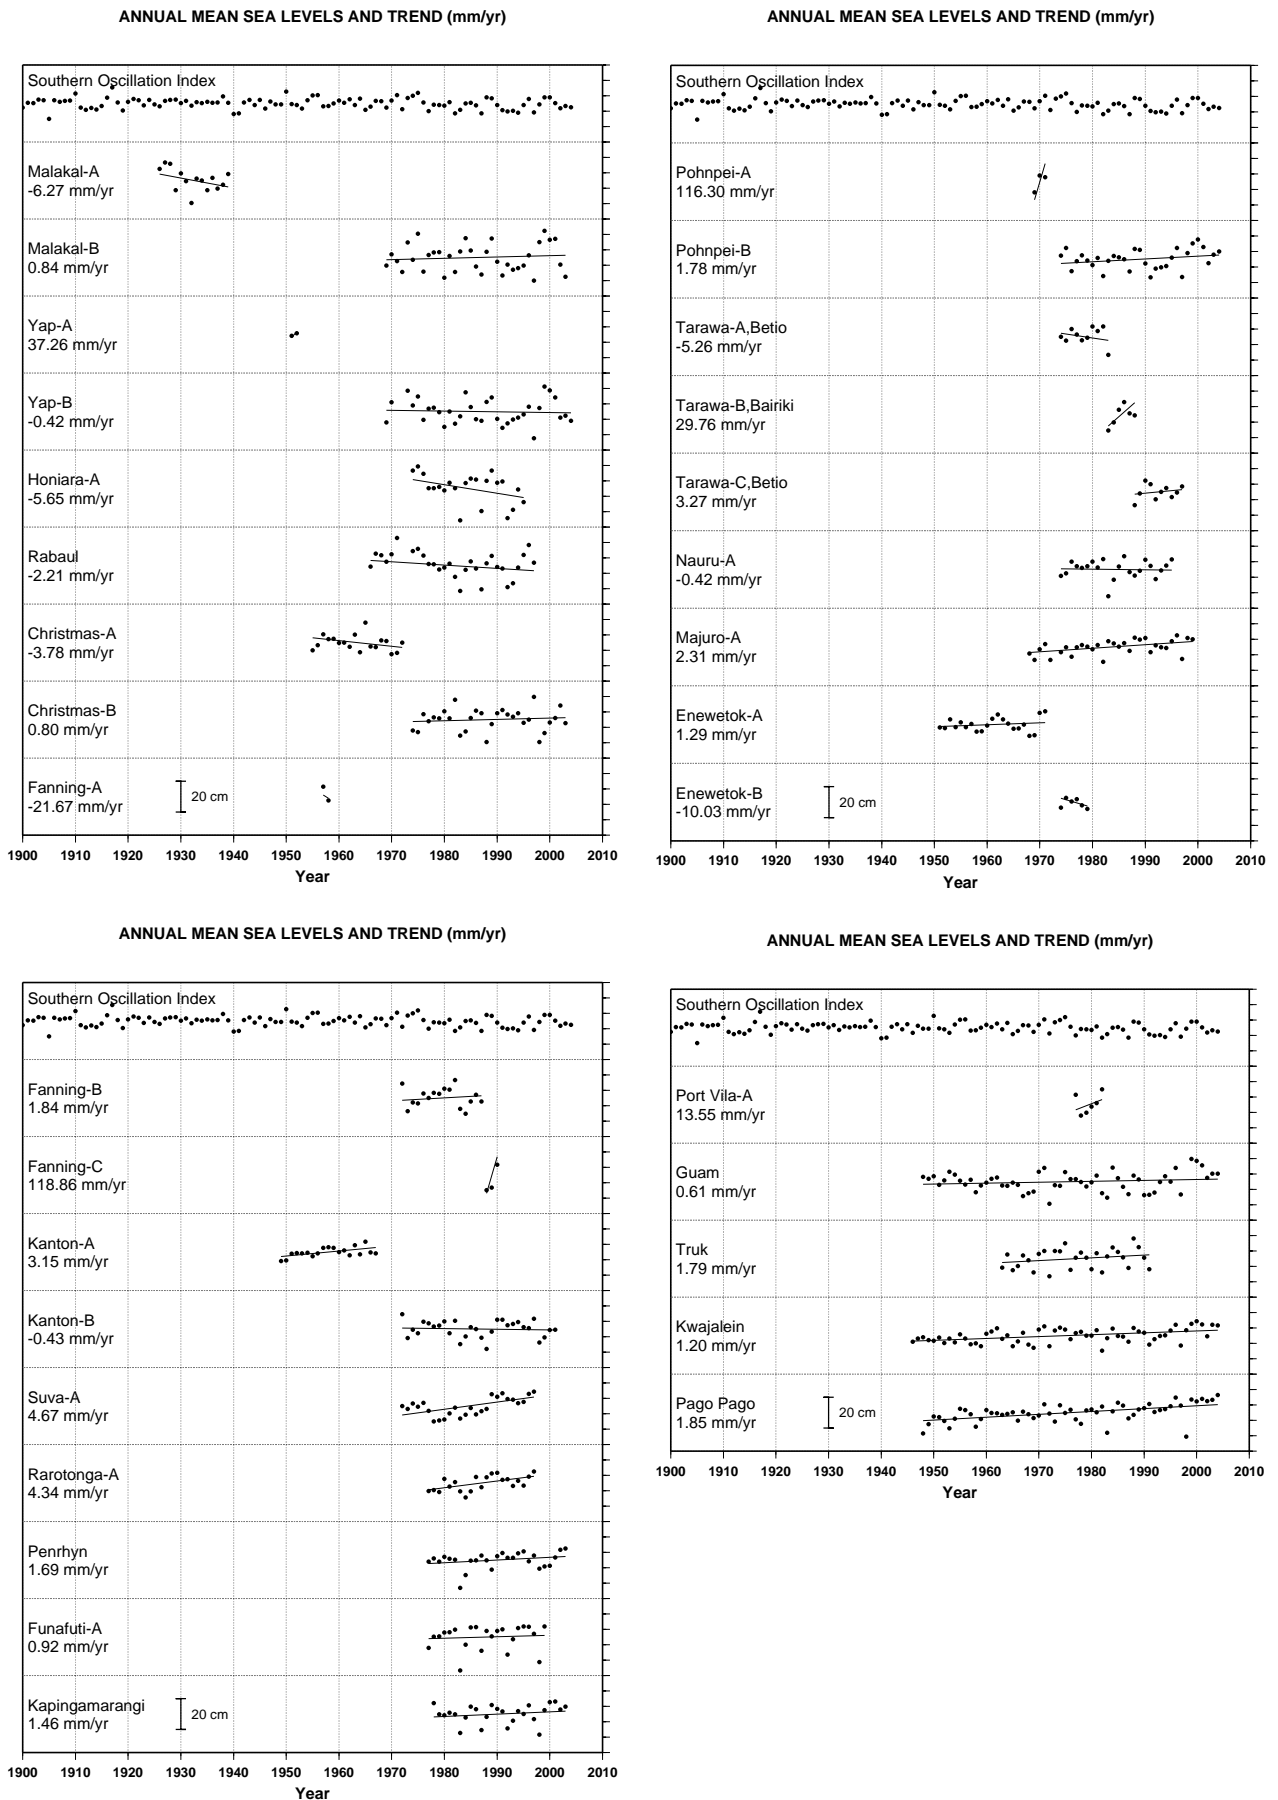 ANNUAL MEAN SEA LEVELS AND TREND (mm/yr)
Southern Oscillation Index
Malakal-A
-6.27 mm/yr
Malakal-B
0.84 mm/yr
Yap-A
37.26 mm/yr
Yap-B
-0.42 mm/yr
Honiara-A
-5.65 mm/yr
Rabaul
-2.21 mm/yr
Christmas-A
-3.78 mm/yr
Christmas-B
0.80 mm/yr
Fanning-A
-21.67 mm/yr
20 cm
1900 1910 1920 1930 1940 1950 1960 1970 1980 1990 2000 2010
Year
ANNUAL MEAN SEA LEVELS AND TREND (mm/yr)
Southern Oscillation Index
Pohnpei-A
116.30 mm/yr
Pohnpei-B
1.78 mm/yr
Tarawa-A,Betio
-5.26 mm/yr
Tarawa-B,Bairiki
29.76 mm/yr
Tarawa-C,Betio
3.27 mm/yr
Nauru-A
-0.42 mm/yr
Majuro-A
2.31 mm/yr
Enewetok-A
1.29 mm/yr
Enewetok-B
-10.03 mm/yr
20 cm
1900 1910 1920 1930 1940 1950 1960 1970 1980 1990 2000 2010
Year
ANNUAL MEAN SEA LEVELS AND TREND (mm/yr)
Southern Oscillation Index
Fanning-B
1.84 mm/yr
Fanning-C
118.86 mm/yr
Kanton-A
3.15 mm/yr
Kanton-B
-0.43 mm/yr
Suva-A
4.67 mm/yr
Rarotonga-A
4.34 mm/yr
Penrhyn
1.69 mm/yr
Funafuti-A
0.92 mm/yr
Kapingamarangi
1.46 mm/yr
20 cm
1900 1910 1920 1930 1940 1950 1960 1970 1980 1990 2000 2010
Year
ANNUAL MEAN SEA LEVELS AND TREND (mm/yr)
Southern Oscillation Index
Port Vila-A
13.55 mm/yr
Guam
0.61 mm/yr
Truk
1.79 mm/yr
Kwajalein
1.20 mm/yr
Pago Pago
1.85 mm/yr
20 cm
1900 1910 1920 1930 1940 1950 1960 1970 1980 1990 2000 2010
Year